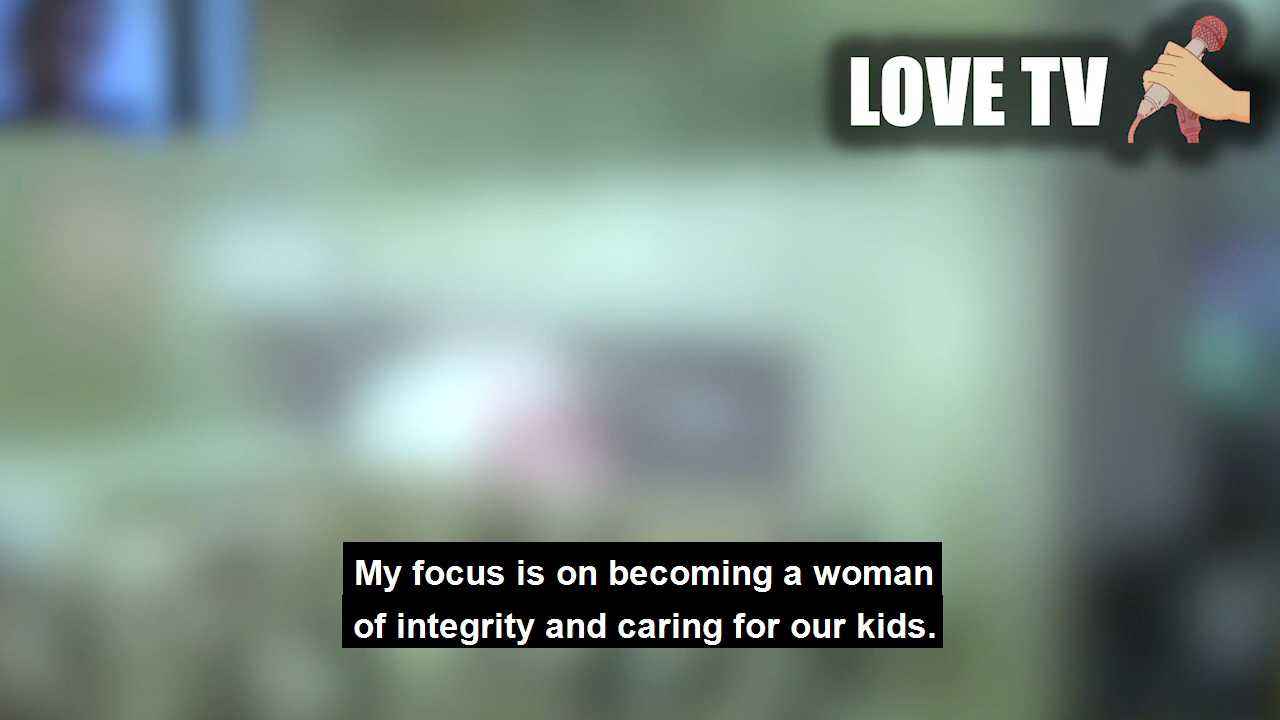 LOVE TV
My focus is on becoming a woman
of integrity and caring for our kids.